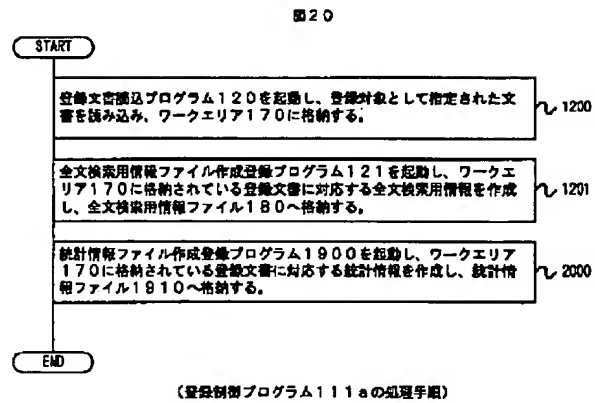 図20
START
登録文書読込プログラム120を起動し、登録対象として指定された文
書を読み込み、ワークエリア170に格納する。
1200
全文検索用情報ファイル作成登録プログラム121を起動し、ワークエ
リア170に格納されている登録文書に対応する全文検索用情報を作成
し、全文検索用情報ファイル180へ格納する。
1201
統計情報ファイル作成登録プログラム1900を起動し、ワークエリア
170に格納されている登録文書に対応する統計情報を作成し、統計情
報ファイル1910へ格納する。
2000
END
(登録制御プログラム111aの処理手順)